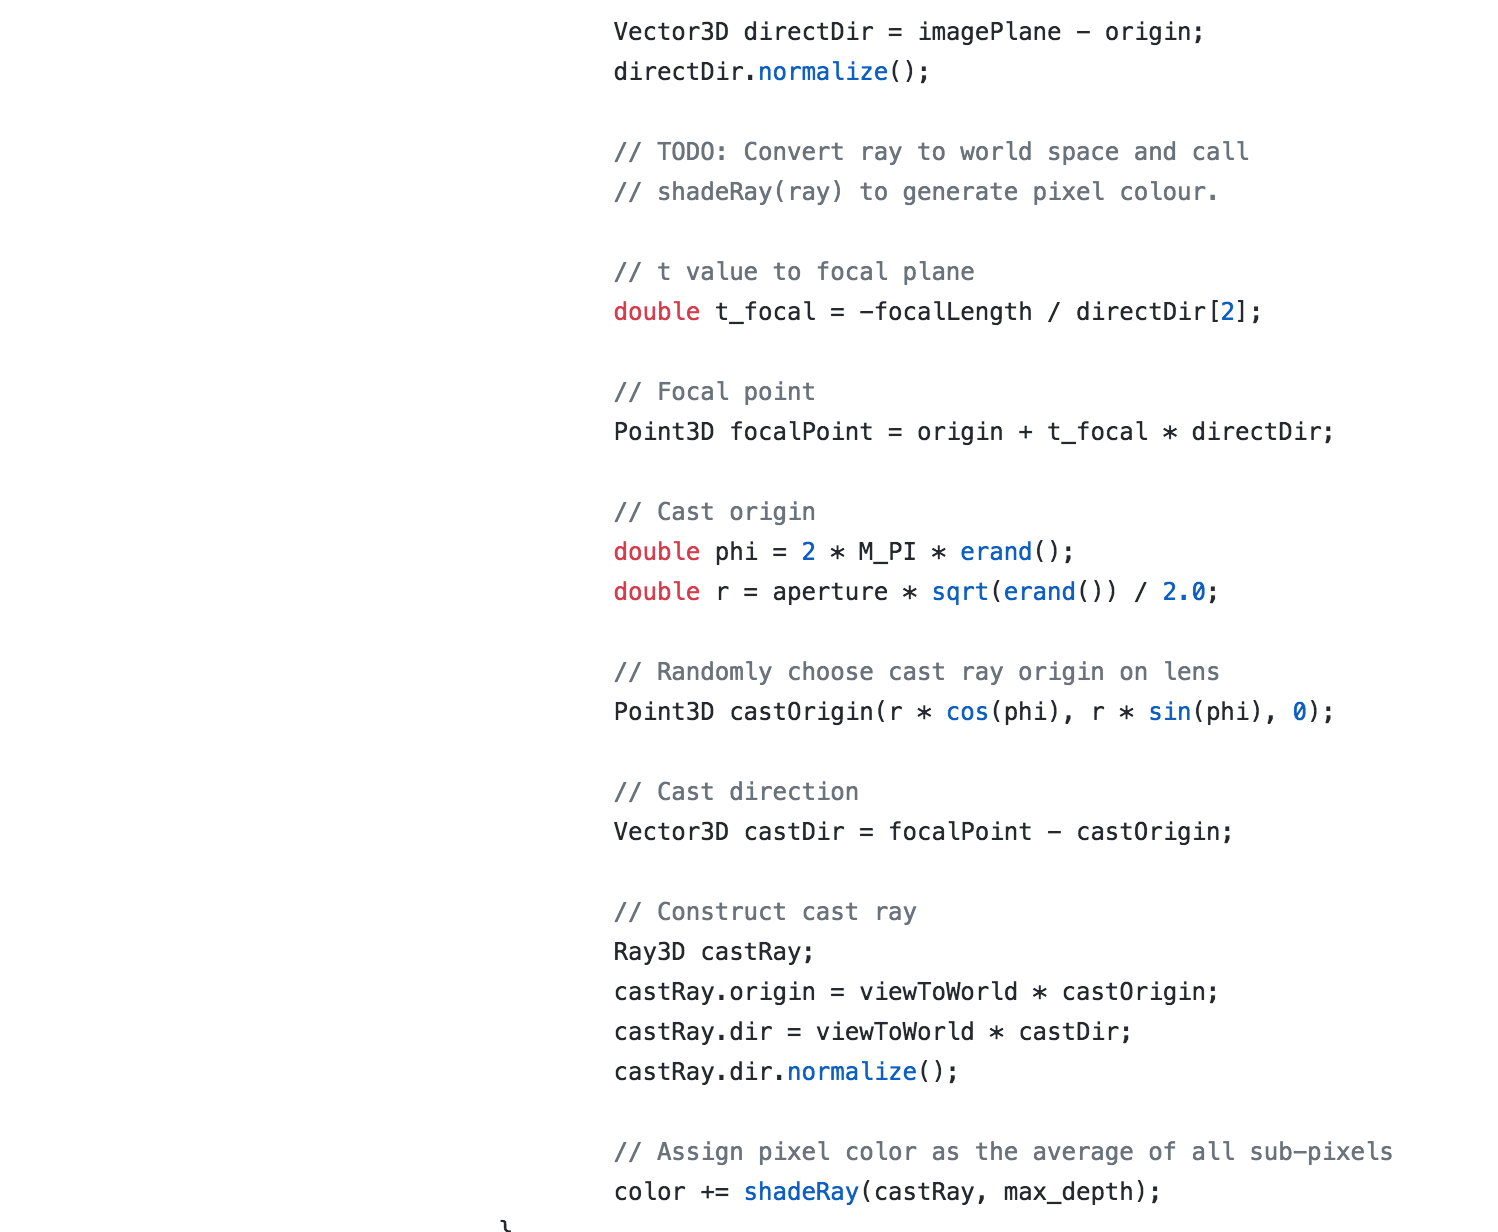 Vector3D directDir = imagePlane - origin;
directDir.normalize();
// TODO: Convert ray to world space and call
// shadeRay(ray) to generate pixel colour.
// t value to focal plane
double t_focal = -focalLength / directDir[2];
// Focal point
Point3D focalPoint = origin + t_focal * directDir;
// Cast origin
double phi = 2 * M_PI * erand();
double r = aperture * sqrt(erand()) / 2.0;
// Randomly choose cast ray origin on lens
Point3D castOrigin(r * cos(phi), r * sin(phi), 0);
// Cast direction
Vector3D castDir = focalPoint - castOrigin;
// Construct cast ray
Ray3D castRay;
castRay.origin = viewToWorld * castOrigin;
castRay.dir = viewToWorld * castDir;
castRay.dir.normalize();
// Assign pixel color as the average of all sub-pixels
color += shadeRay(castRay, max_depth);
}